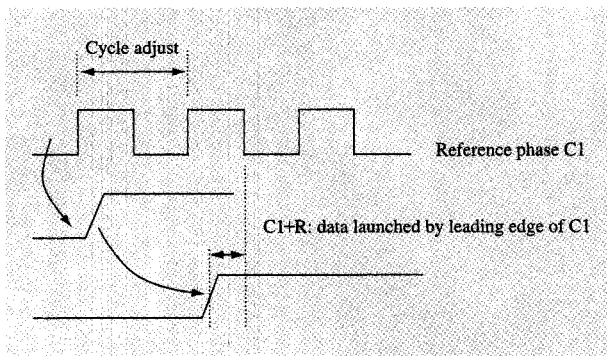 Cycle adjust
Reference phase C1
C1+R: data launched by leading edge of C1